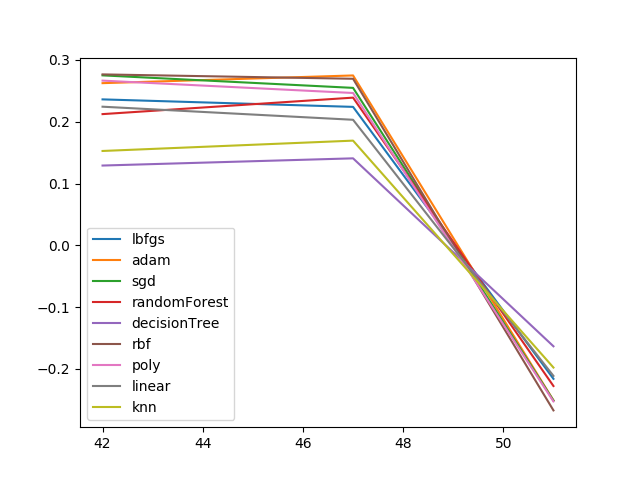 0.3
0.2
0.1
0.0
−0.1
−0.2
lbfgs
adam
sgd
randomForest
decisionTree
rbf
poly
linear
knn
42 44 46 48 50